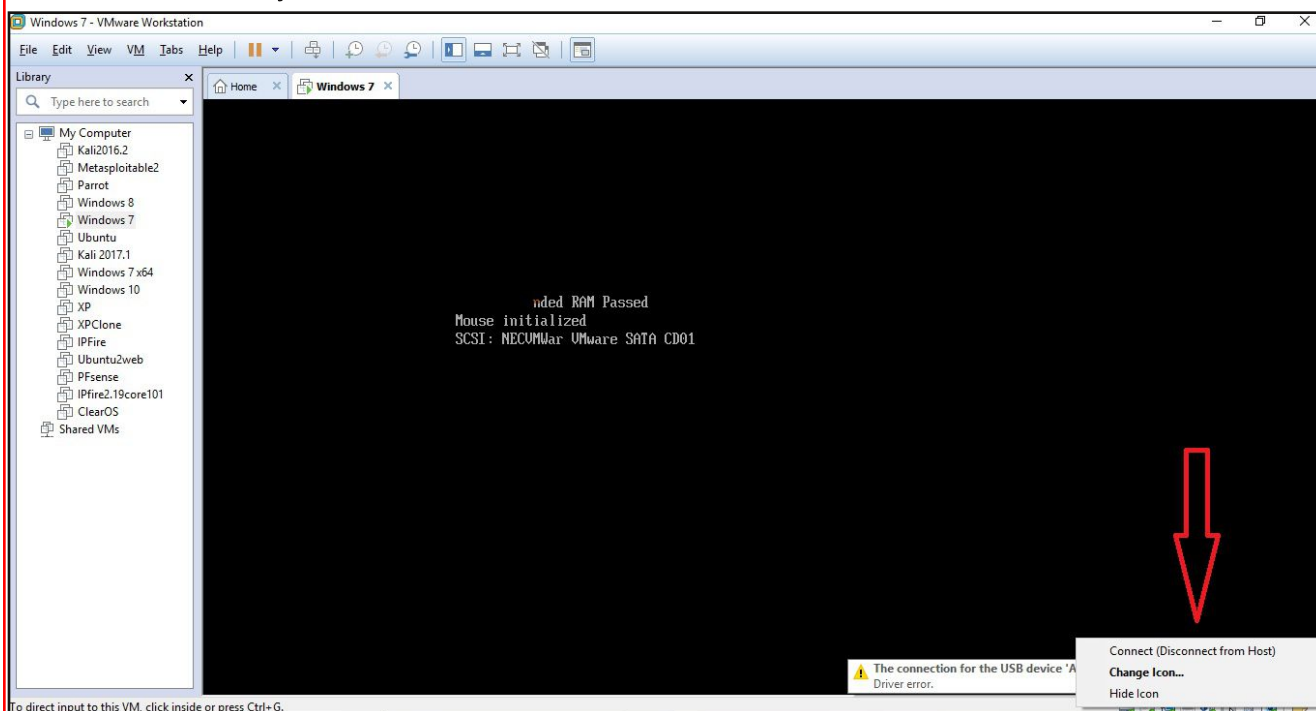 Windows 7 - VMware Workstation
File Edit View VM Tabs Help
Library
Type here to search
Home
Windows 7
My Computer
Kali2016.2
Metasploitable2
Parrot
Windows 8
Windows 7
Ubuntu
Kali 2017.1
Windows 7 x64
Windows 10
XP
XPClone
IPFire
Ubuntu2web
PFsense
IPfire2.19core101
ClearOS
Shared VMs
nded RAM Passed
Mouse initialized
SCSI: NECVMWar VMware SATA CD01
The connection for the USB device 'A
Driver error.
Connect (Disconnect from Host)
Change Icon...
Hide Icon
To direct input to this VM, click inside or press Ctrl+G.